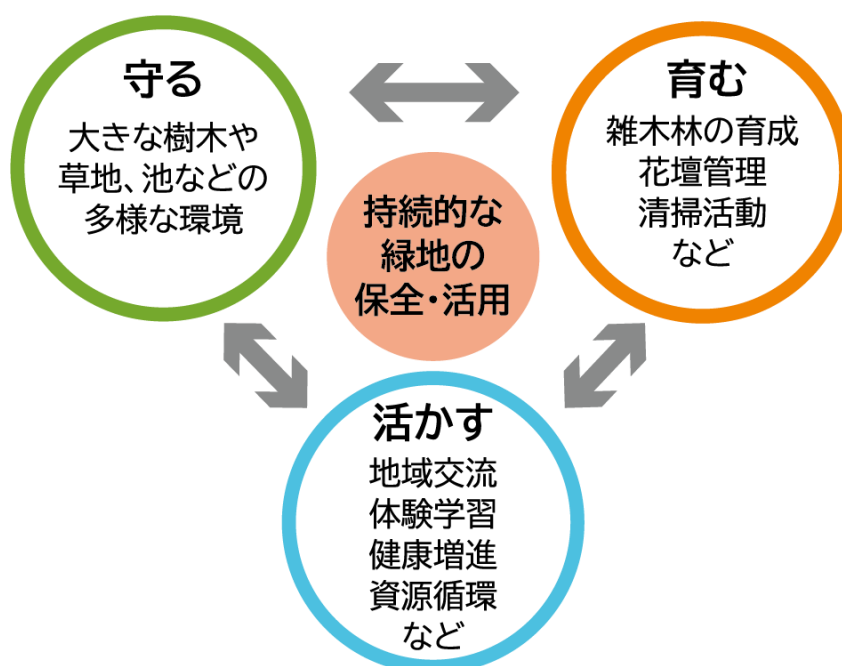 守る
大きな樹木や
草地、池などの
多様な環境
育む
雑木林の育成
花壇管理
清掃活動
など
持続的な
緑地の
保全・活用
活かす
地域交流
体験学習
健康増進
資源循環
など